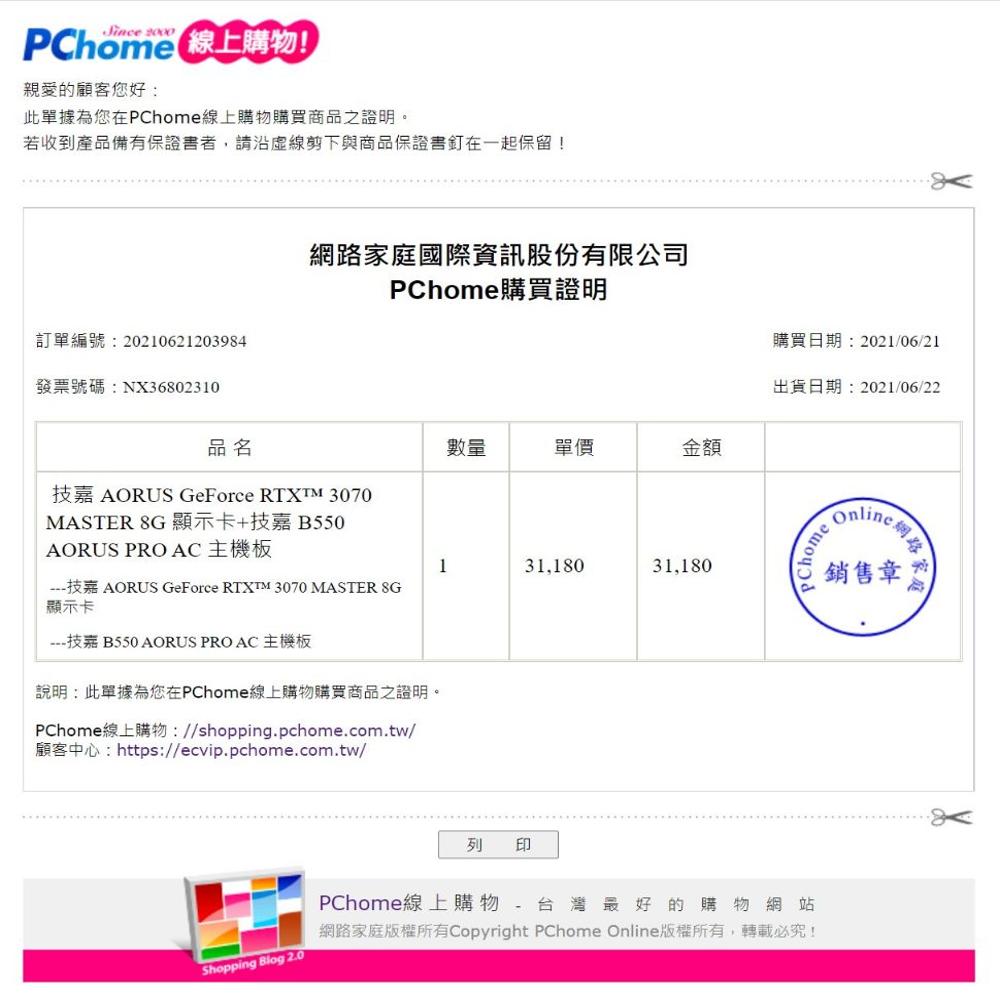 Since 2000
PChome 線上購物!
親愛的顧客您好：
此單據為您在PChome線上購物購買商品之證明。
若收到產品備有保證書者，請沿虛線剪下與商品保證書釘在一起保留！
網路家庭國際資訊股份有限公司
PChome購買證明
訂單編號：20210621203984
購買日期：2021/06/21
發票號碼：NX36802310
出貨日期：2021/06/22
品 名 數量 單價 金額
技嘉 AORUS GeForce RTX™ 3070
MASTER 8G 顯示卡+技嘉 B550
AORUS PRO AC 主機板
---技嘉 AORUS GeForce RTX™ 3070 MASTER 8G
顯示卡
---技嘉 B550 AORUS PRO AC 主機板
1 31,180 31,180
PChome Online網路家庭
銷售章
說明：此單據為您在PChome線上購物購買商品之證明。
PChome線上購物：//shopping.pchome.com.tw/
顧客中心：https://ecvip.pchome.com.tw/
列 印
PChome線上購物 - 台灣最好的購物網站
網路家庭版權所有Copyright PChome Online版權所有，轉載必究！
Shopping Blog 2.0